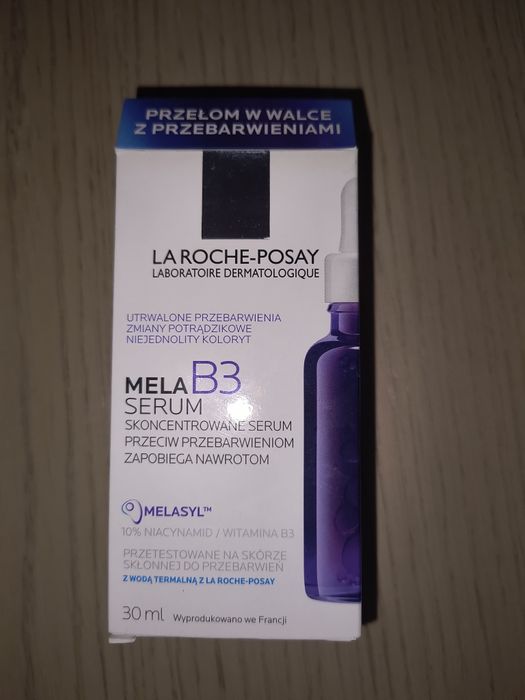 PRZEŁOM W WALCE
Z PRZEBARWIENIAMI
LA ROCHE-POSAY
LABORATOIRE DERMATOLOGIQUE
UTRWALONE PRZEBARWIENIA
ZMIANY POTRĄDZIKOWE
NIEJEDNOLITY KOLORYT
MELA B3
SERUM
SKONCENTROWANE SERUM
PRZECIW PRZEBARWIENIOM
ZAPOBIEGA NAWROTOM
MELASYL™
10% NIACYNAMID / WITAMINA B3
PRZETESTOWANE NA SKÓRZE
SKŁONNEJ DO PRZEBARWIEŃ
Z WODĄ TERMALNĄ Z LA ROCHE-POSAY
30 ml Wyprodukowano we Francji